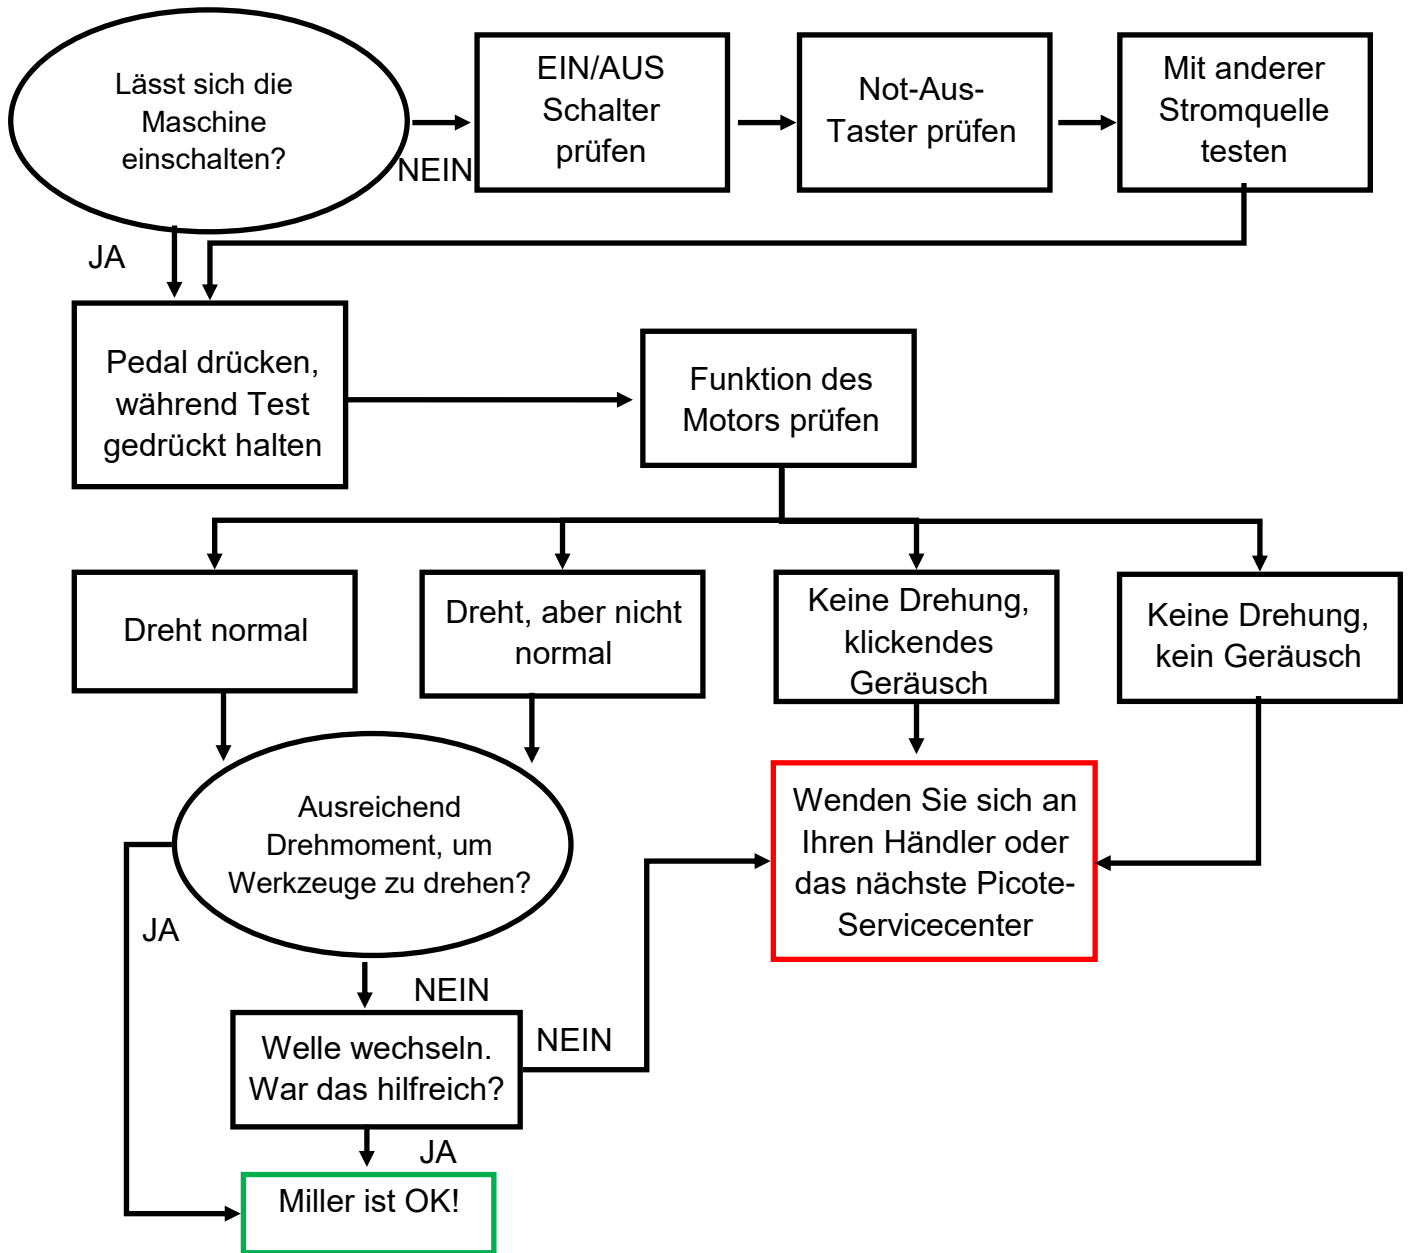 Lässt sich die
Maschine
einschalten?
NEIN
EIN/AUS
Schalter
prüfen
Not-Aus-
Taster prüfen
Mit anderer
Stromquelle
testen
JA
Pedal drücken,
während Test
gedrückt halten
Funktion des
Motors prüfen
Dreht normal
Dreht, aber nicht
normal
Keine Drehung,
klickendes
Geräusch
Keine Drehung,
kein Geräusch
Ausreichend
Drehmoment, um
Werkzeuge zu drehen?
Wenden Sie sich an
Ihren Händler oder
das nächste Picote-
Servicecenter
JA
NEIN
Welle wechseln.
War das hilfreich?
NEIN
JA
Miller ist OK!